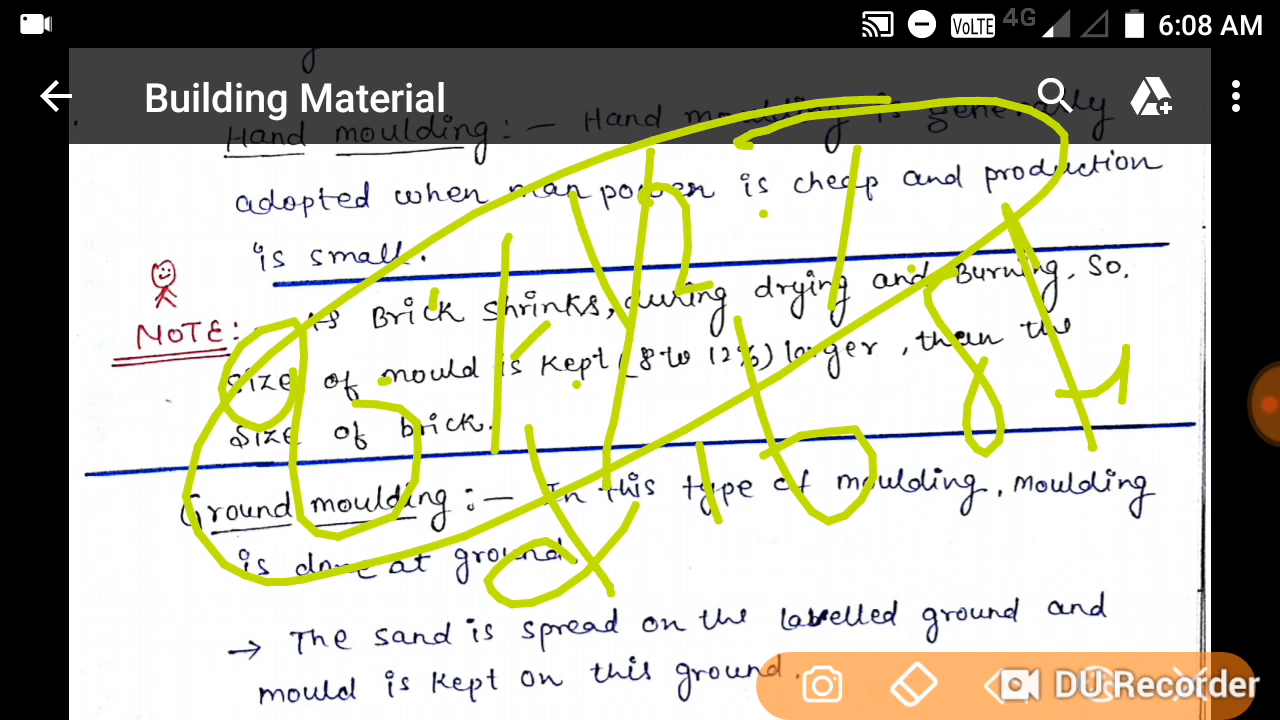 VoLTE 4G 6:08 AM
Building Material
Hand moulding :- Hand moulding is generally
adopted when man power is cheap and production
is small.
NOTE:- As Brick shrinks, during drying and Burning. So,
size of mould is kept (8 to 12%) larger, then the
size of brick.
Ground moulding :- In this type of moulding, moulding
is done at ground
→ The sand is spread on the labelled ground and
mould is kept on this ground.
DU Recorder